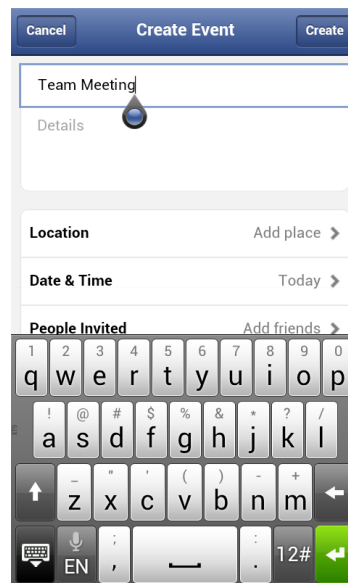 Cancel Create Event Create
Team Meeting
Details
Location Add place
Date & Time Today
People Invited Add friends
1 2 3 4 5 6 7 8 9 0
q w e r t y u i o p
! @ # $ % & * ? /
a s d f g h j k l
_ " ' ( ) - +
z x c v b n m
; :
EN , . 12#